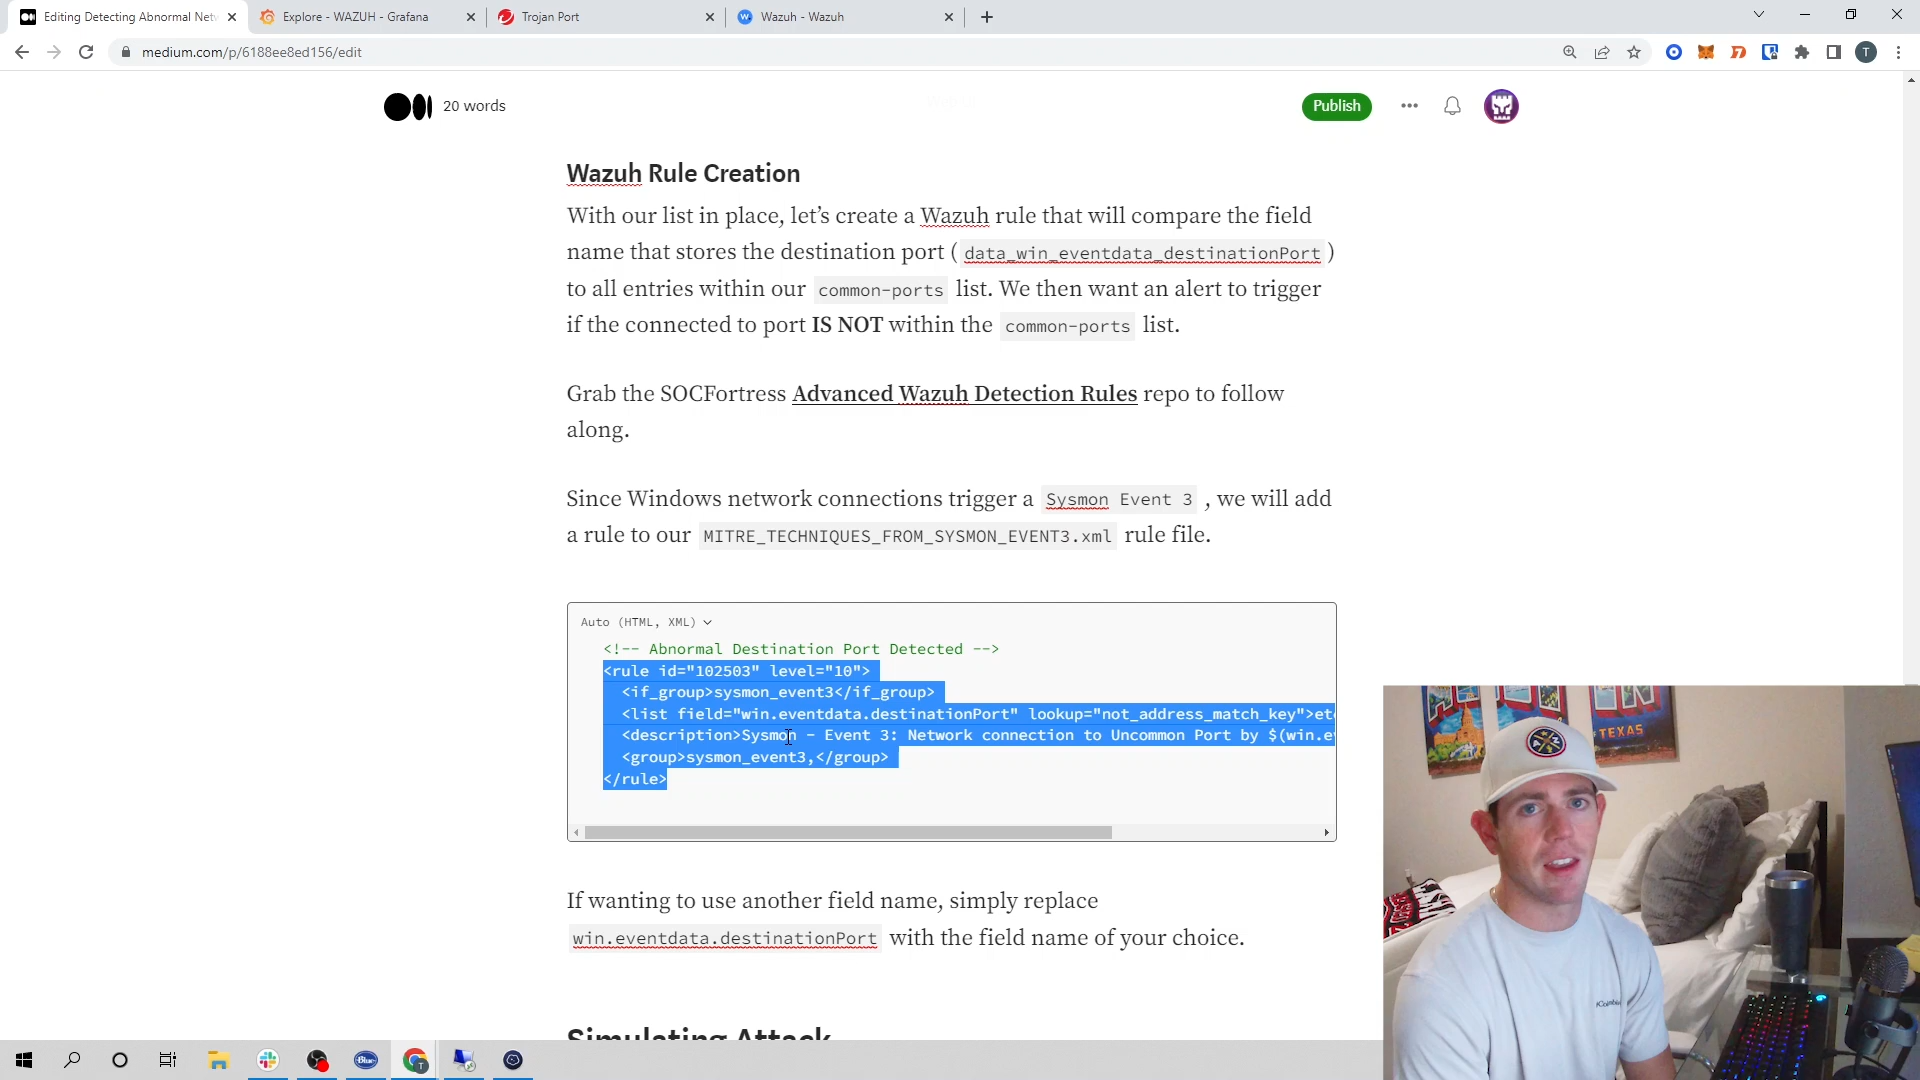 Editing Detecting Abnormal Netw
Explore - WAZUH - Grafana
Trojan Port
Wazuh - Wazuh
medium.com/p/6188ee8ed156/edit
T
20 words
Publish
Wazuh Rule Creation
With our list in place, let’s create a Wazuh rule that will compare the field
name that stores the destination port ( data_win_eventdata_destinationPort )
to all entries within our common-ports list. We then want an alert to trigger
if the connected to port IS NOT within the common-ports list.
Grab the SOCFortress Advanced Wazuh Detection Rules repo to follow
along.
Since Windows network connections trigger a Sysmon Event 3 , we will add
a rule to our MITRE_TECHNIQUES_FROM_SYSMON_EVENT3.xml rule file.
Auto (HTML, XML)
<!-- Abnormal Destination Port Detected -->
<rule id="102503" level="10">
<if_group>sysmon_event3</if_group>
<list field="win.eventdata.destinationPort" lookup="not_address_match_key">etc
<description>Sysmon - Event 3: Network connection to Uncommon Port by $(win.ev
<group>sysmon_event3,</group>
</rule>
If wanting to use another field name, simply replace
win.eventdata.destinationPort with the field name of your choice.
Simulating Attack
TEXAS
Blue